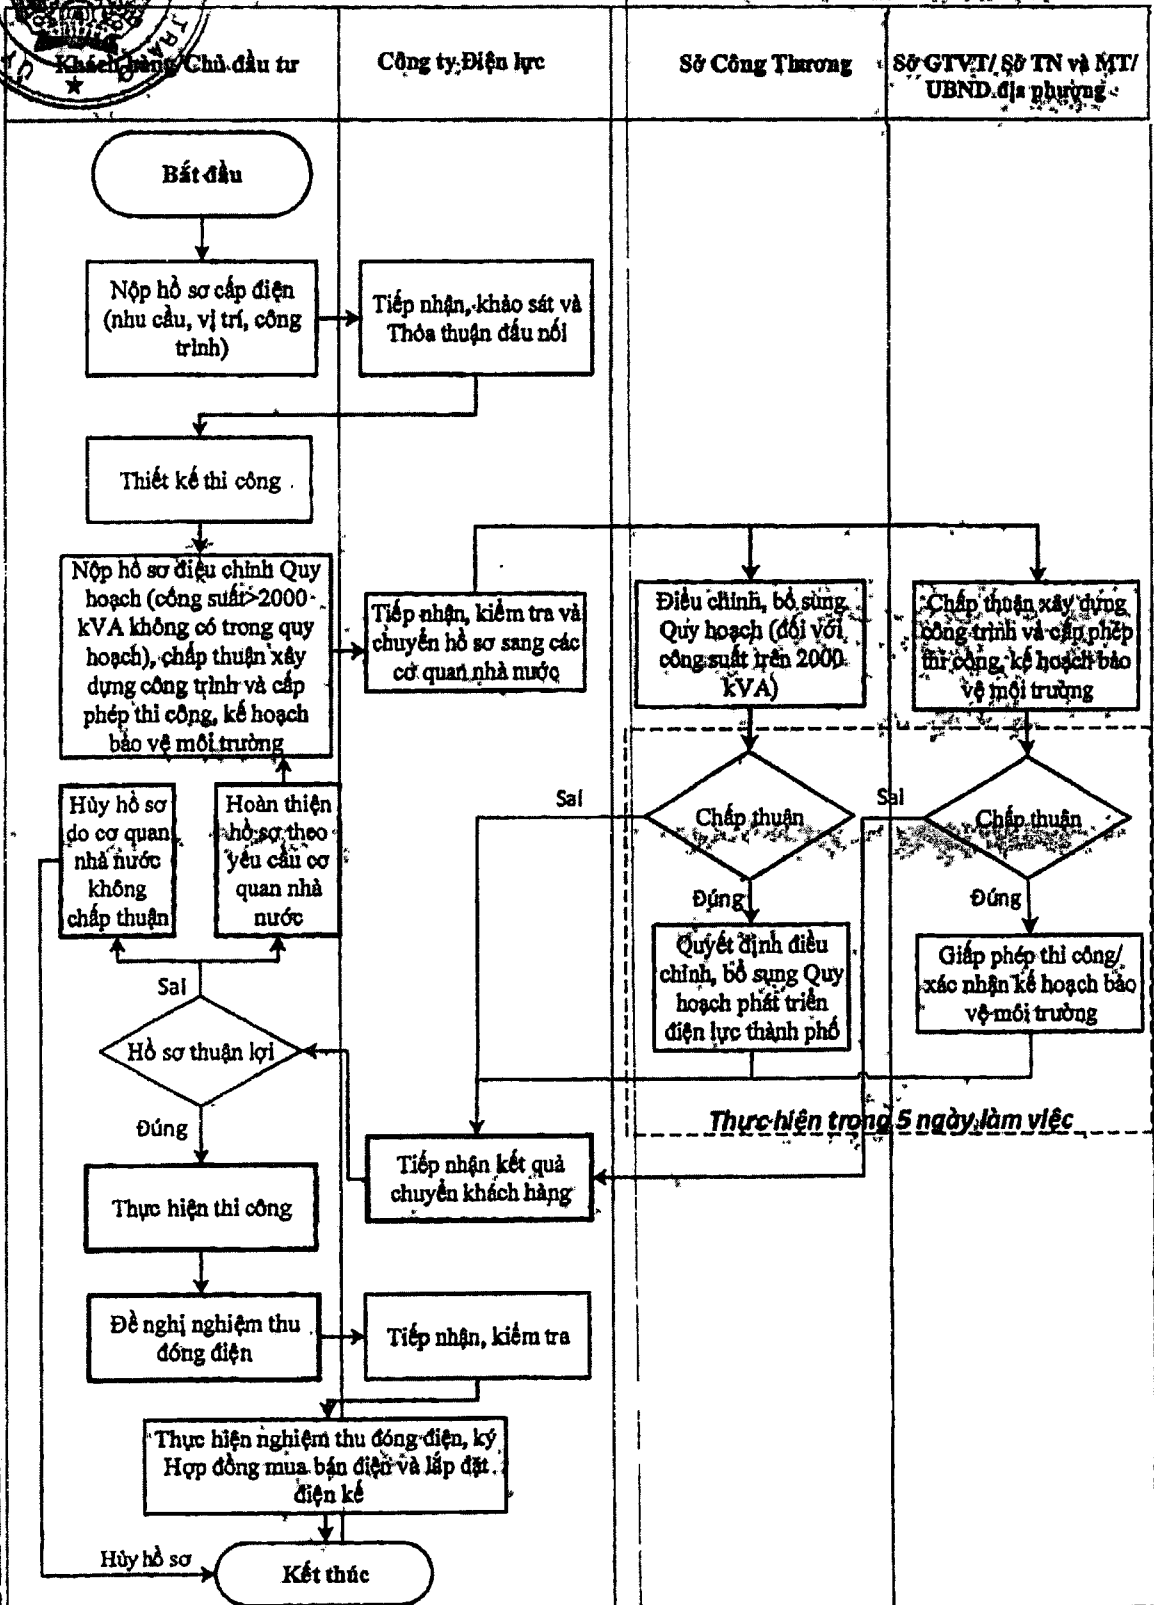 Khách hàng/Chủ đầu tư
Công ty Điện lực
Sở Công Thương
Sở GTVT/ Sở TN và MT/
UBND địa phương
Bắt đầu
Nộp hồ sơ cấp điện
(nhu cầu, vị trí, công
trình)
Tiếp nhận, khảo sát và
Thỏa thuận đấu nối
Thiết kế thi công
Nộp hồ sơ điều chỉnh Quy
hoạch (công suất>2000
kVA không có trong quy
hoạch), chấp thuận xây
dựng công trình và cấp
phép thi công, kế hoạch
bảo vệ môi trường
Tiếp nhận, kiểm tra và
chuyển hồ sơ sang các
cơ quan nhà nước
Điều chỉnh, bổ sung
Quy hoạch (đối với
công suất trên 2000
kVA)
Chấp thuận xây dựng
công trình và cấp phép
thi công, kế hoạch bảo
vệ môi trường
Hủy hồ sơ
do cơ quan
nhà nước
không
chấp thuận
Hoàn thiện
hồ sơ theo
yêu cầu cơ
quan nhà
nước
Sai
Chấp thuận
Sai
Chấp thuận
Đúng
Đúng
Quyết định điều
chỉnh, bổ sung Quy
hoạch phát triển
điện lực thành phố
Giấp phép thi công/
xác nhận kế hoạch bảo
vệ môi trường
Sai
Hồ sơ thuận lợi
Đúng
Thực hiện trong 5 ngày làm việc
Tiếp nhận kết quả
chuyển khách hàng
Thực hiện thi công
Đề nghị nghiệm thu
đóng điện
Tiếp nhận, kiểm tra
Thực hiện nghiệm thu đóng điện, ký
Hợp đồng mua bán điện và lắp đặt
điện kế
Hủy hồ sơ
Kết thúc